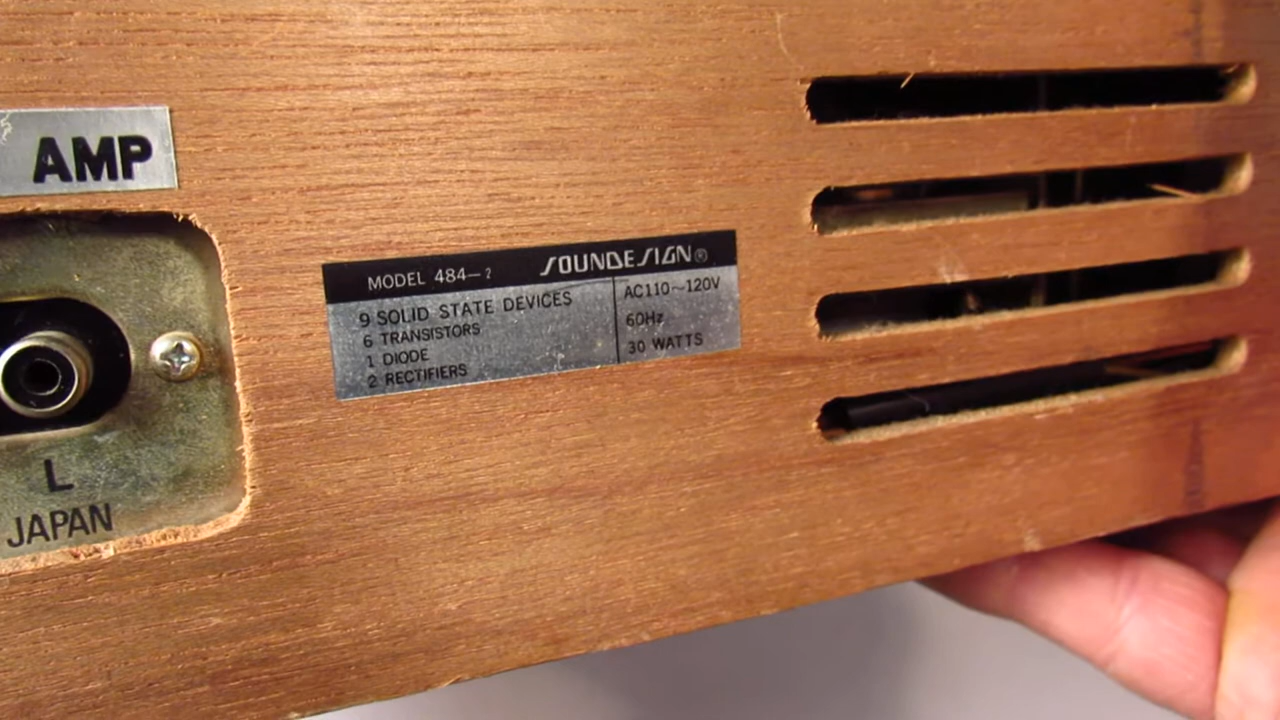 AMP
L
JAPAN
MODEL 484-2 SOUNDESIGN®
9 SOLID STATE DEVICES
6 TRANSISTORS
1 DIODE
2 RECTIFIERS
AC110~120V
60Hz
30 WATTS